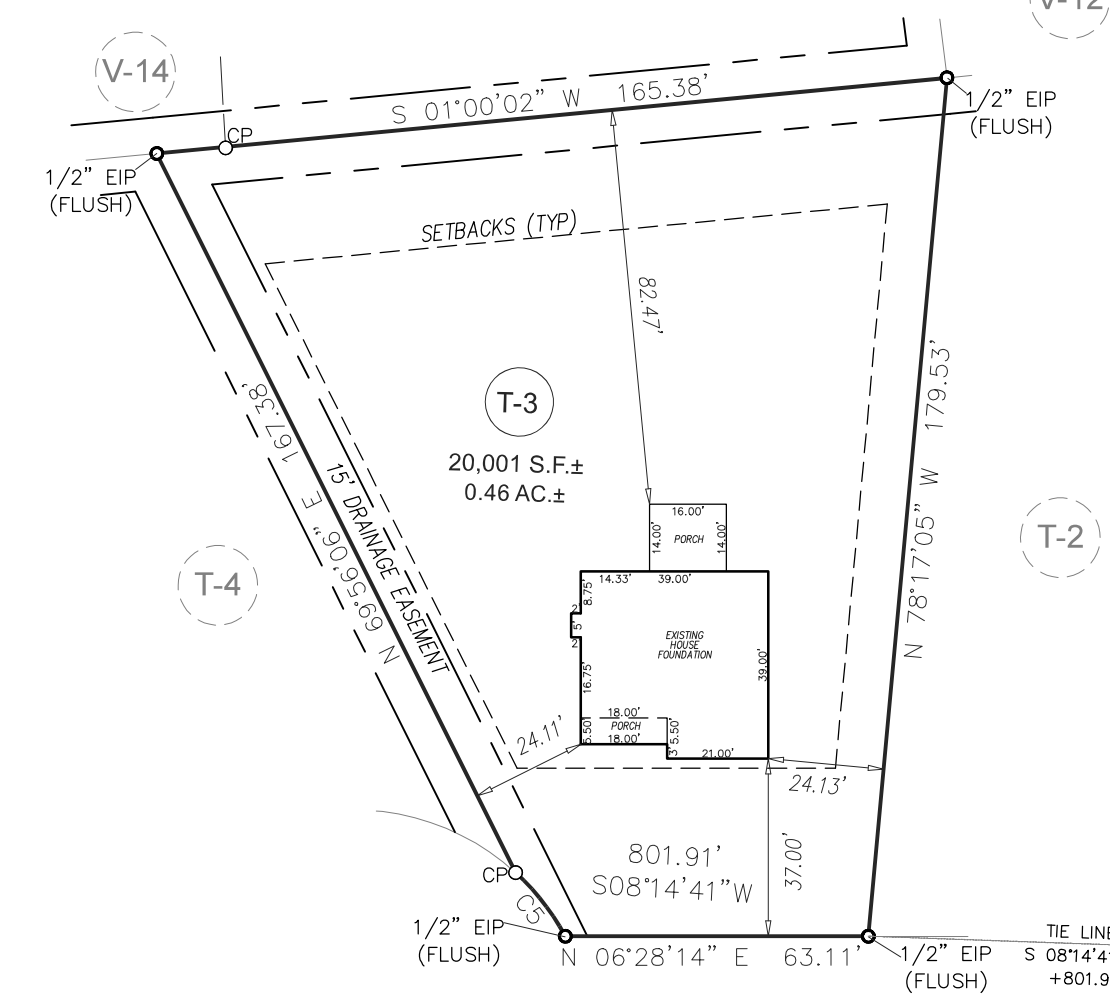 V-12
V-14
S 01°00'02" W 165.38'
CP
1/2" EIP
(FLUSH)
1/2" EIP
(FLUSH)
SETBACKS (TYP)
82.47'
N 69°56'06" E 167.38'
15' DRAINAGE EASEMENT
T-3
20,001 S.F.±
0.46 AC.±
N 78°17'05" W 179.53'
T-4
T-2
16.00'
14.00'
PORCH
14.00'
14.33' 39.00'
8.75'
2'
5'
2'
EXISTING
HOUSE
FOUNDATION
16.75'
39.00'
18.00'
5.50'
PORCH
5.50'
18.00'
3'
21.00'
24.11'
24.13'
37.00'
801.91'
S08°14'41"W
CP
C5
1/2" EIP
(FLUSH)
N 06°28'14" E 63.11'
1/2" EIP
(FLUSH)
TIE LINE
S 08°14'4
+801.9